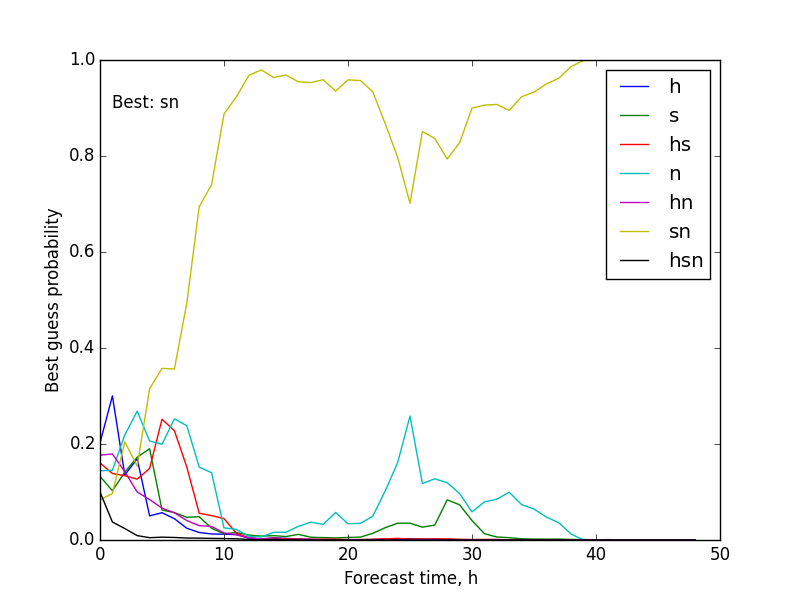 1.0
0.8
0.6
0.4
0.2
0.0
Best guess probability
Best: sn
h
s
hs
n
hn
sn
hsn
0 10 20 30 40 50
Forecast time, h